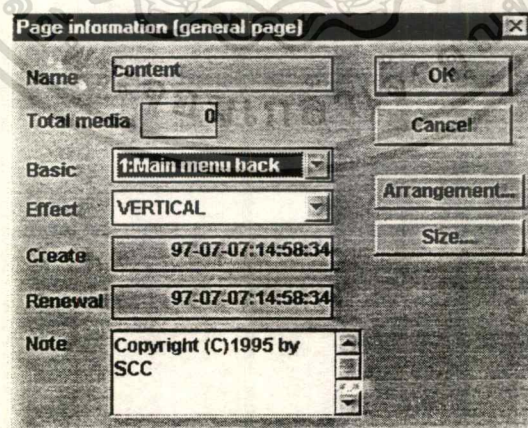 Page information (general page)
Name content
Total media 0
Basic 1:Main menu back
Effect VERTICAL
Create 97-07-07:14:58:34
Renewal 97-07-07:14:58:34
Note Copyright (C)1995 by
SCC
OK
Cancel
Arrangement...
Size...